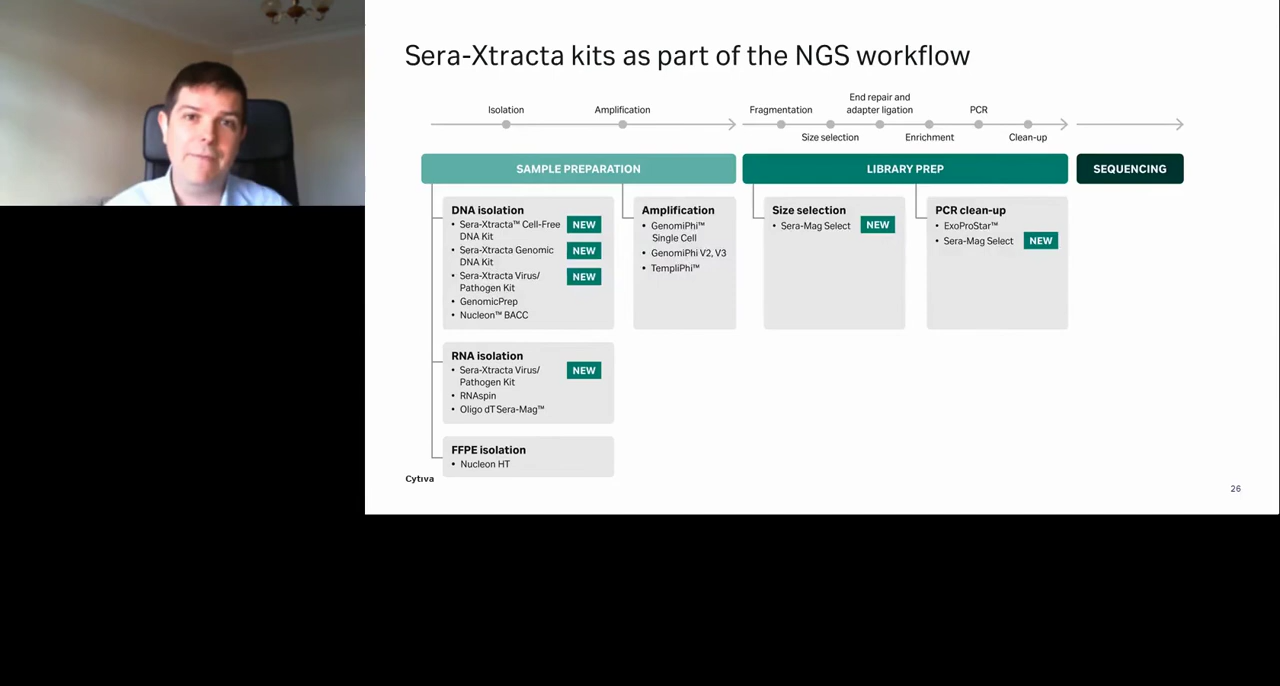 Sera-Xtracta kits as part of the NGS workflow
Isolation
Amplification
Fragmentation
Size selection
End repair and
adapter ligation
Enrichment
PCR
Clean-up
SAMPLE PREPARATION
LIBRARY PREP
SEQUENCING
DNA isolation
• Sera-Xtracta™ Cell-Free NEW
DNA Kit
• Sera-Xtracta Genomic NEW
DNA Kit
• Sera-Xtracta Virus/ NEW
Pathogen Kit
• GenomicPrep
• Nucleon™ BACC
Amplification
• GenomiPhi™
Single Cell
• GenomiPhi V2, V3
• TempliPhi™
Size selection
• Sera-Mag Select NEW
PCR clean-up
• ExoProStar™
• Sera-Mag Select NEW
RNA isolation
• Sera-Xtracta Virus/ NEW
Pathogen Kit
• RNAspin
• Oligo dT Sera-Mag™
FFPE isolation
• Nucleon HT
Cytiva
26